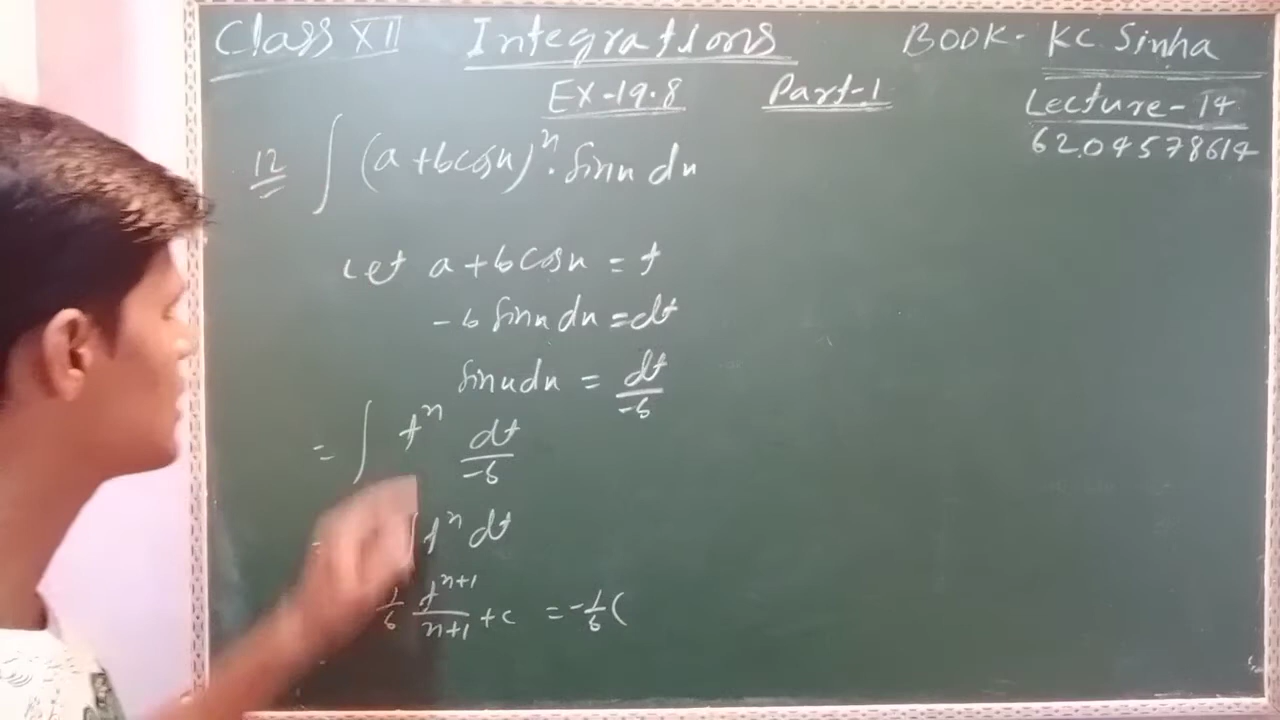 Class XII Integrations BOOK - KC Sinha
EX-19.8 Part-1 Lecture-14
6204578614
12 ∫ (a+bcosx)^n . sinx dx
Let a+bcosx = t
-b sinx dx = dt
sinx dx = dt/-b
= ∫ t^n dt/-b
∫ t^n dt
1/b t^(n+1)/(n+1) + c = -1/b (